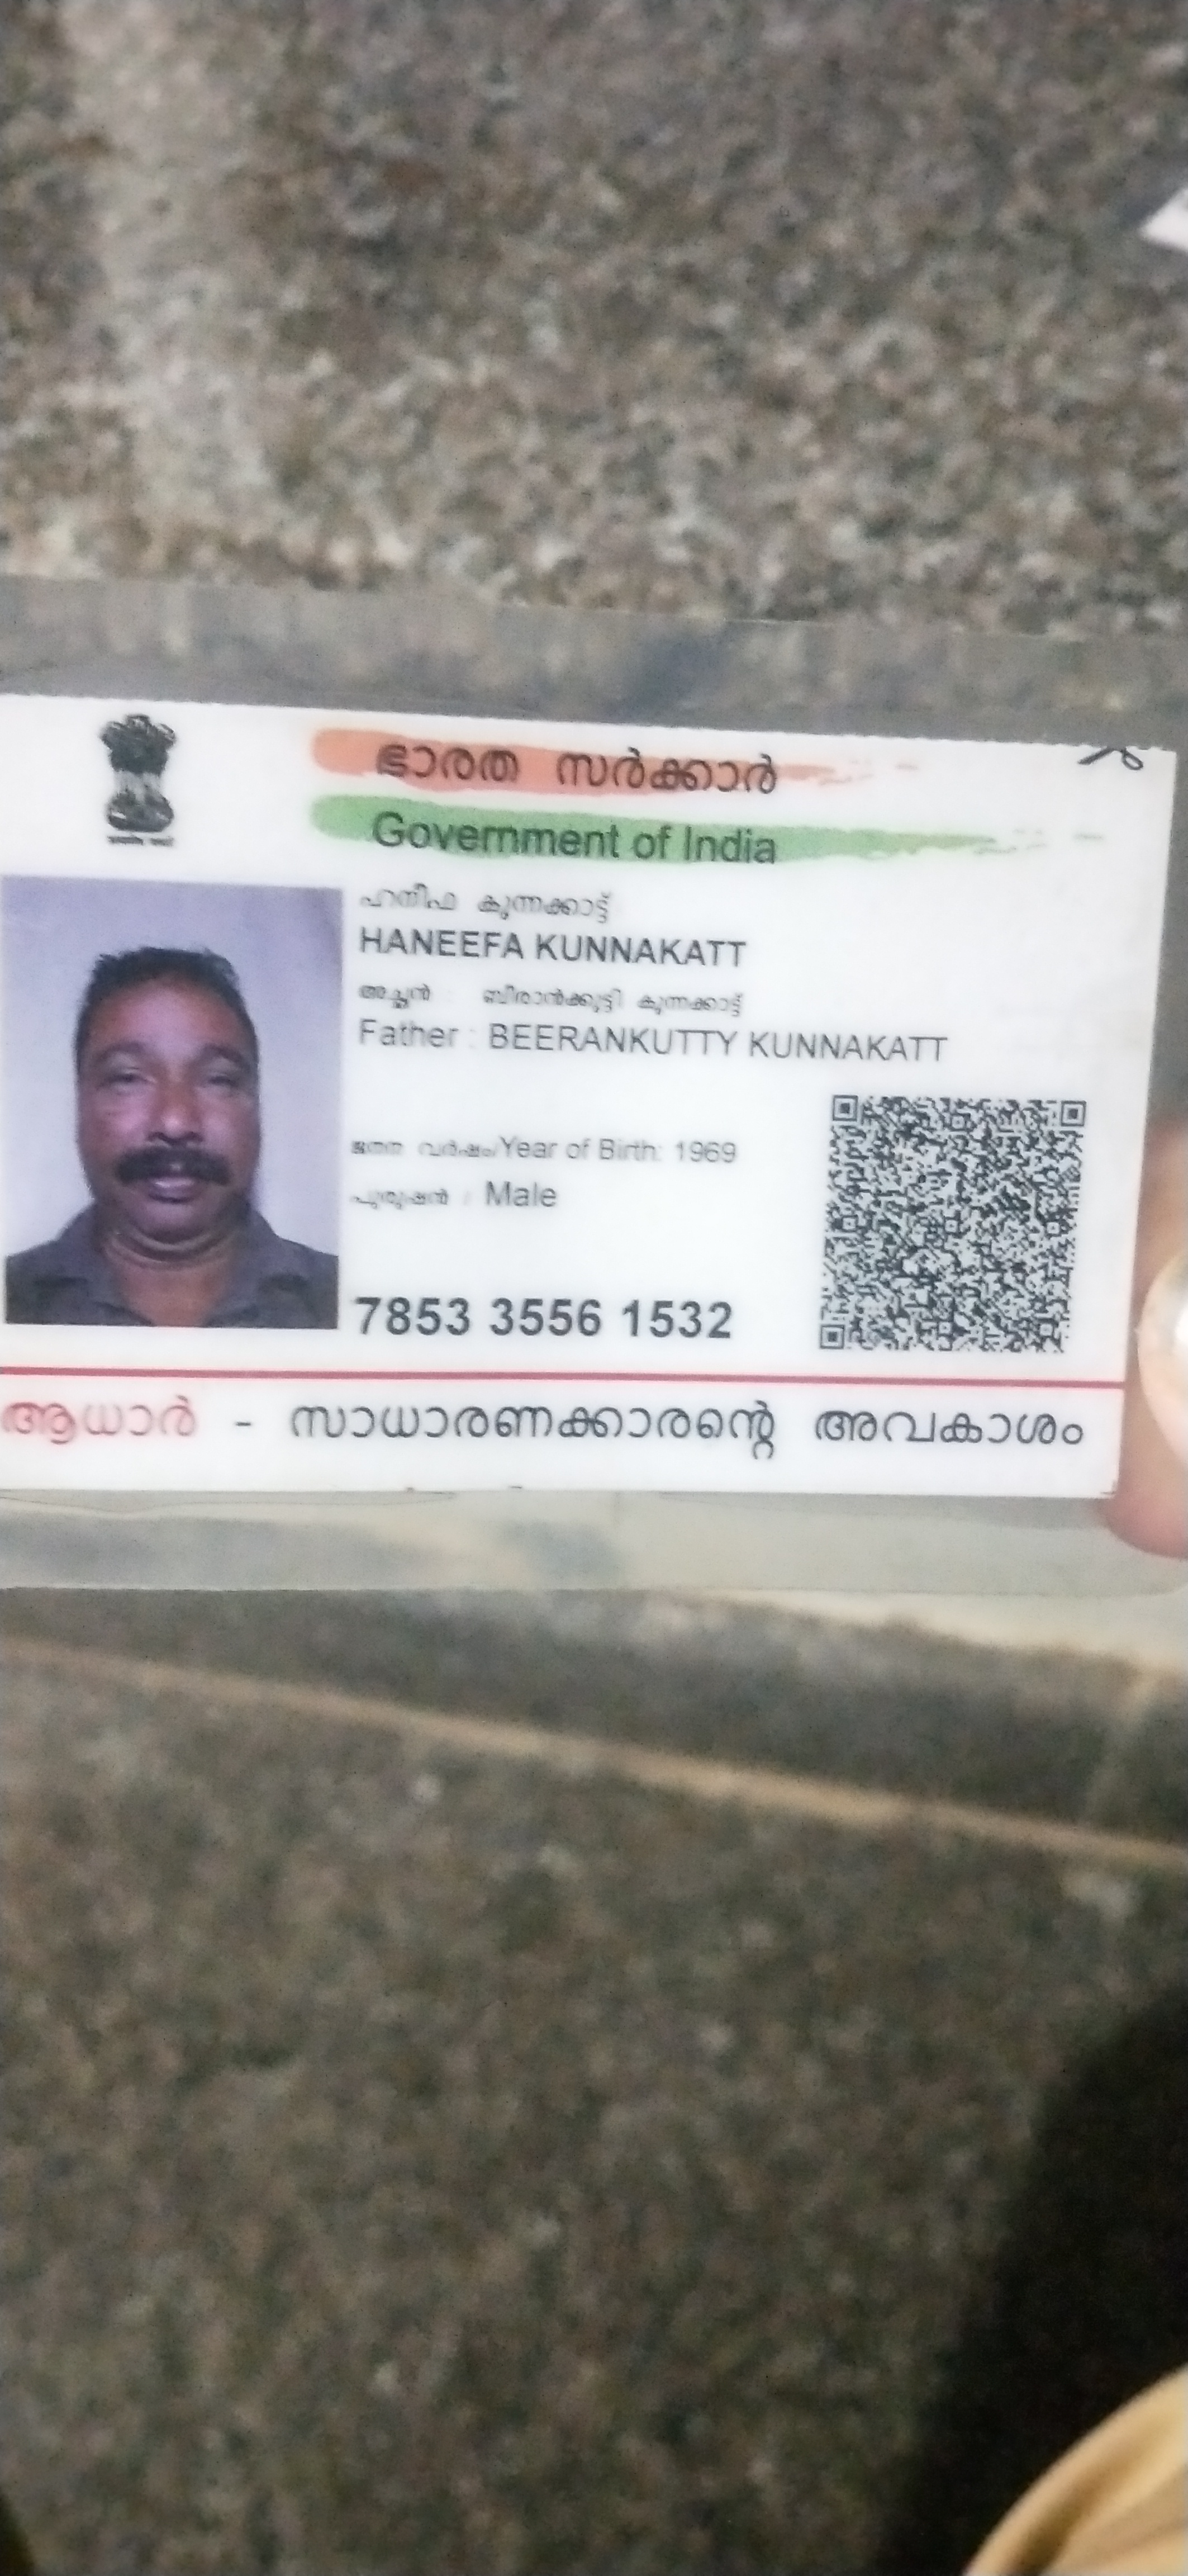 ഭാരത സർക്കാർ
Government of India
ഹനീഫ കുന്നക്കാട്ട്
HANEEFA KUNNAKATT
അച്ഛൻ : ബീരാൻക്കുട്ടി കുന്നക്കാട്ട്
Father : BEERANKUTTY KUNNAKATT
ജനന വർഷം/Year of Birth: 1969
പുരുഷൻ / Male
7853 3556 1532
ആധാർ - സാധാരണക്കാരന്റെ അവകാശം